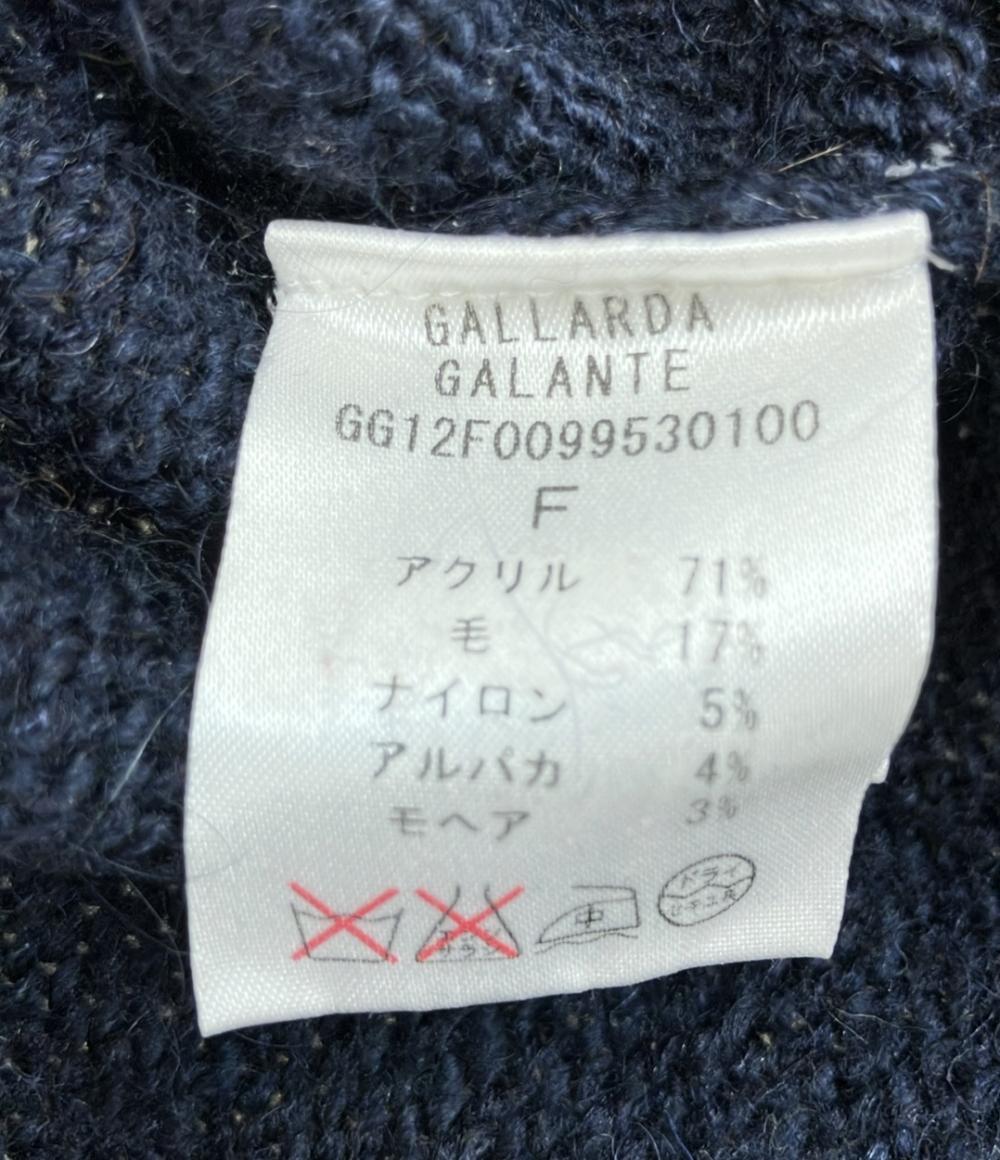 GALLARDA
GALANTE
GG12F0099530100
F
アクリル 71%
毛 17%
ナイロン 5%
アルパカ 4%
モヘア 3%
中
ドライ